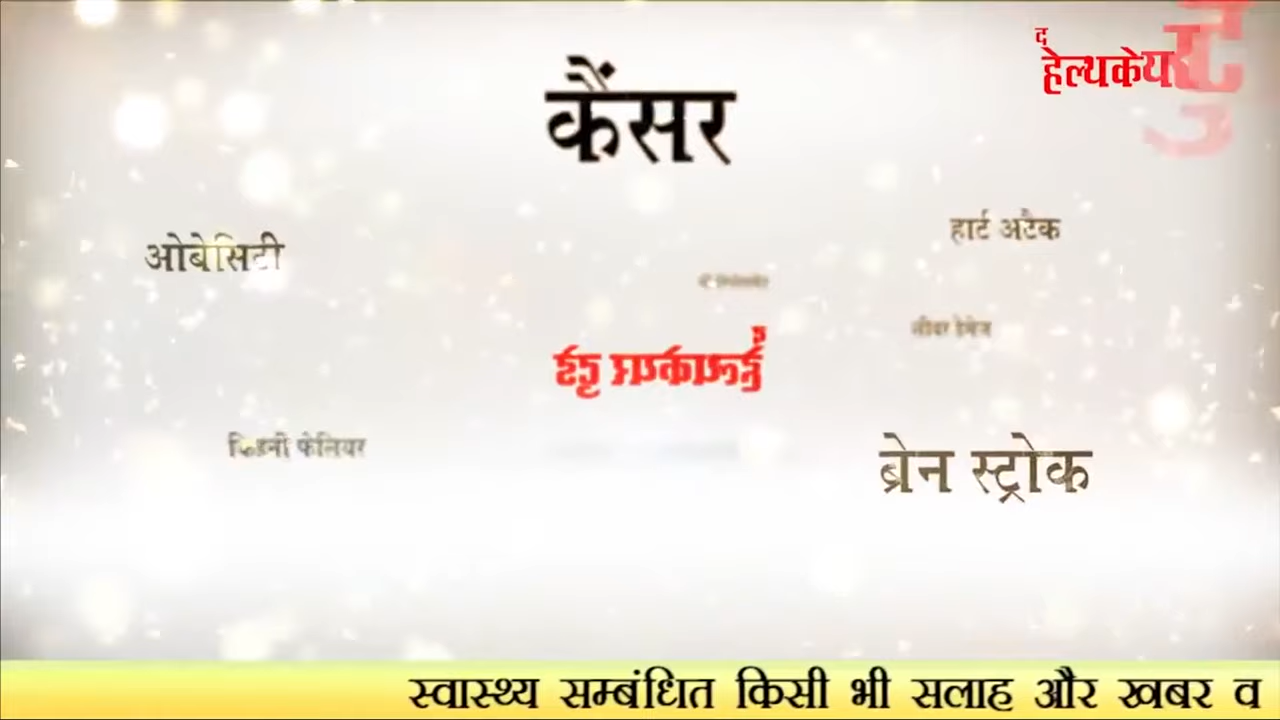 द
हेल्थकेयर
कैंसर
हार्ट अटैक
ओबेसिटी
लीवर डेमेज
किडनी फेलियर
ब्रेन स्ट्रोक
स्वास्थ्य सम्बंधित किसी भी सलाह और खबर व